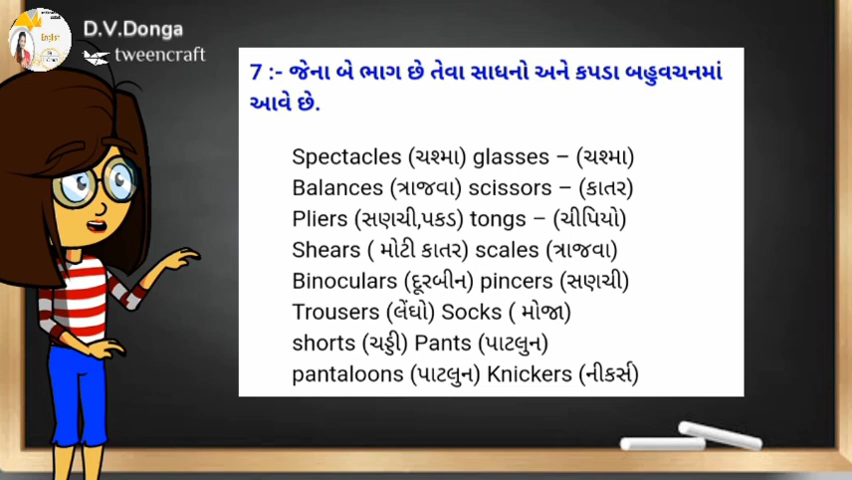 D.V.Donga
tweencraft
English
7 :- જેના બે ભાગ છે તેવા સાધનો અને કપડા બહુવચનમાં
આવે છે.
Spectacles (ચશ્મા) glasses – (ચશ્મા)
Balances (ત્રાજવા) scissors – (કાતર)
Pliers (સણચી,પકડ) tongs – (ચીપિયો)
Shears ( મોટી કાતર) scales (ત્રાજવા)
Binoculars (દૂરબીન) pincers (સણચી)
Trousers (લેંઘો) Socks ( મોજા)
shorts (ચડ્ડી) Pants (પાટલુન)
pantaloons (પાટલુન) Knickers (નીકર્સ)